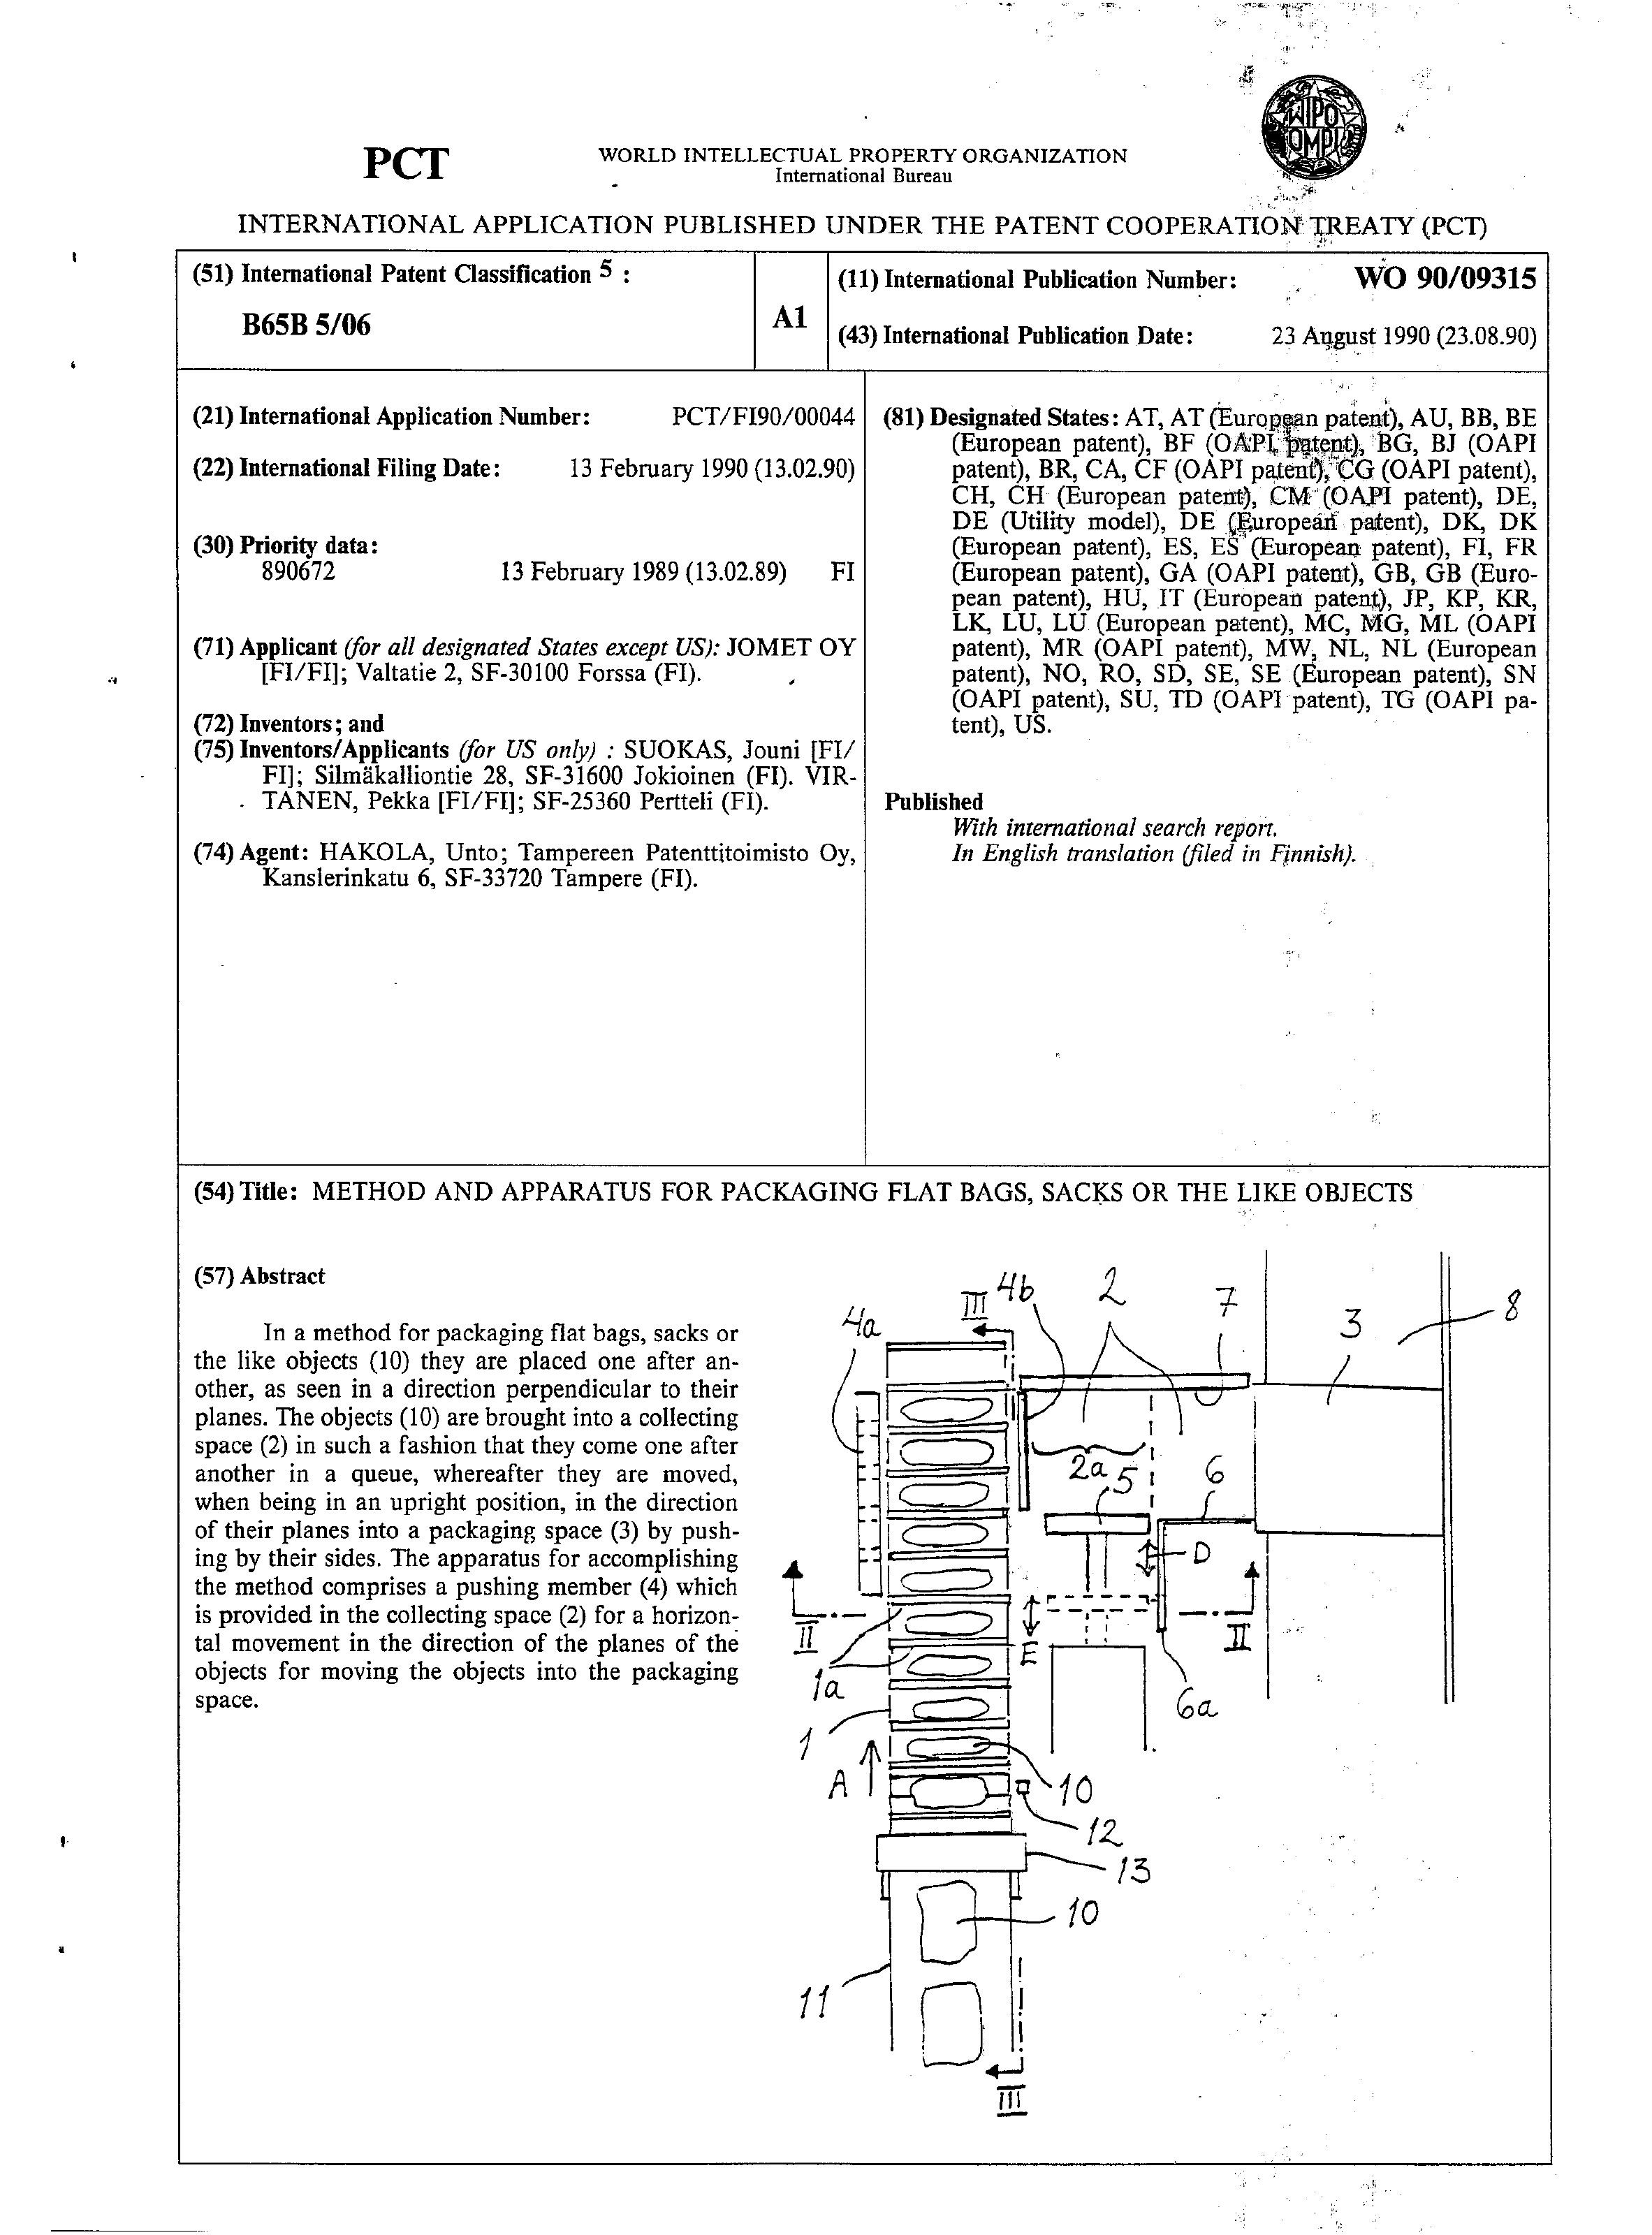 PCT
WORLD INTELLECTUAL PROPERTY ORGANIZATION
International Bureau
WIPO
OMPI
INTERNATIONAL APPLICATION PUBLISHED UNDER THE PATENT COOPERATION TREATY (PCT)
(51) International Patent Classification 5 :
B65B 5/06
A1
(11) International Publication Number: WO 90/09315
(43) International Publication Date: 23 August 1990 (23.08.90)
(21) International Application Number: PCT/FI90/00044
(22) International Filing Date: 13 February 1990 (13.02.90)
(30) Priority data:
890672 13 February 1989 (13.02.89) FI
(71) Applicant (for all designated States except US): JOMET OY
[FI/FI]; Valtatie 2, SF-30100 Forssa (FI).
(72) Inventors; and
(75) Inventors/Applicants (for US only) : SUOKAS, Jouni [FI/
FI]; Silmäkalliontie 28, SF-31600 Jokioinen (FI). VIR-
TANEN, Pekka [FI/FI]; SF-25360 Pertteli (FI).
(74) Agent: HAKOLA, Unto; Tampereen Patenttitoimisto Oy,
Kanslerinkatu 6, SF-33720 Tampere (FI).
(81) Designated States: AT, AT (European patent), AU, BB, BE
(European patent), BF (OAPI patent), BG, BJ (OAPI
patent), BR, CA, CF (OAPI patent), CG (OAPI patent),
CH, CH (European patent), CM (OAPI patent), DE,
DE (Utility model), DE (European patent), DK, DK
(European patent), ES, ES (European patent), FI, FR
(European patent), GA (OAPI patent), GB, GB (Euro-
pean patent), HU, IT (European patent), JP, KP, KR,
LK, LU, LU (European patent), MC, MG, ML (OAPI
patent), MR (OAPI patent), MW, NL, NL (European
patent), NO, RO, SD, SE, SE (European patent), SN
(OAPI patent), SU, TD (OAPI patent), TG (OAPI pa-
tent), US.
Published
With international search report.
In English translation (filed in Finnish).
(54) Title: METHOD AND APPARATUS FOR PACKAGING FLAT BAGS, SACKS OR THE LIKE OBJECTS
(57) Abstract
In a method for packaging flat bags, sacks or
the like objects (10) they are placed one after an-
other, as seen in a direction perpendicular to their
planes. The objects (10) are brought into a collecting
space (2) in such a fashion that they come one after
another in a queue, whereafter they are moved,
when being in an upright position, in the direction
of their planes into a packaging space (3) by push-
ing by their sides. The apparatus for accomplishing
the method comprises a pushing member (4) which
is provided in the collecting space (2) for a horizon-
tal movement in the direction of the planes of the
objects for moving the objects into the packaging
space.
III 4b 2 7 3 8
4a
2a 5 6
D
II E II
1a 6a
1
A 10
12
13
10
11
III